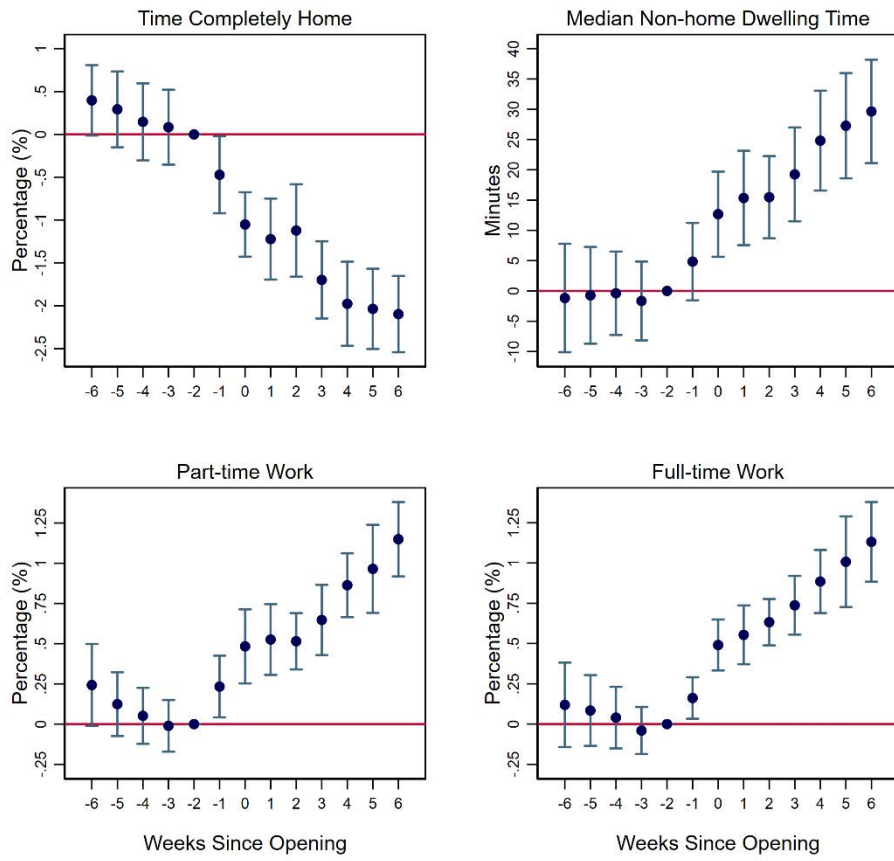 Time Completely Home
Percentage (%)
1
.5
0
-.5
-1
-1.5
-2
-2.5
-6 -5 -4 -3 -2 -1 0 1 2 3 4 5 6
Median Non-home Dwelling Time
Minutes
40
35
30
25
20
15
10
5
0
-5
-10
-6 -5 -4 -3 -2 -1 0 1 2 3 4 5 6
Part-time Work
Percentage (%)
1.25
1
.75
.5
.25
0
-.25
-6 -5 -4 -3 -2 -1 0 1 2 3 4 5 6
Weeks Since Opening
Full-time Work
Percentage (%)
1.25
1
.75
.5
.25
0
-.25
-6 -5 -4 -3 -2 -1 0 1 2 3 4 5 6
Weeks Since Opening